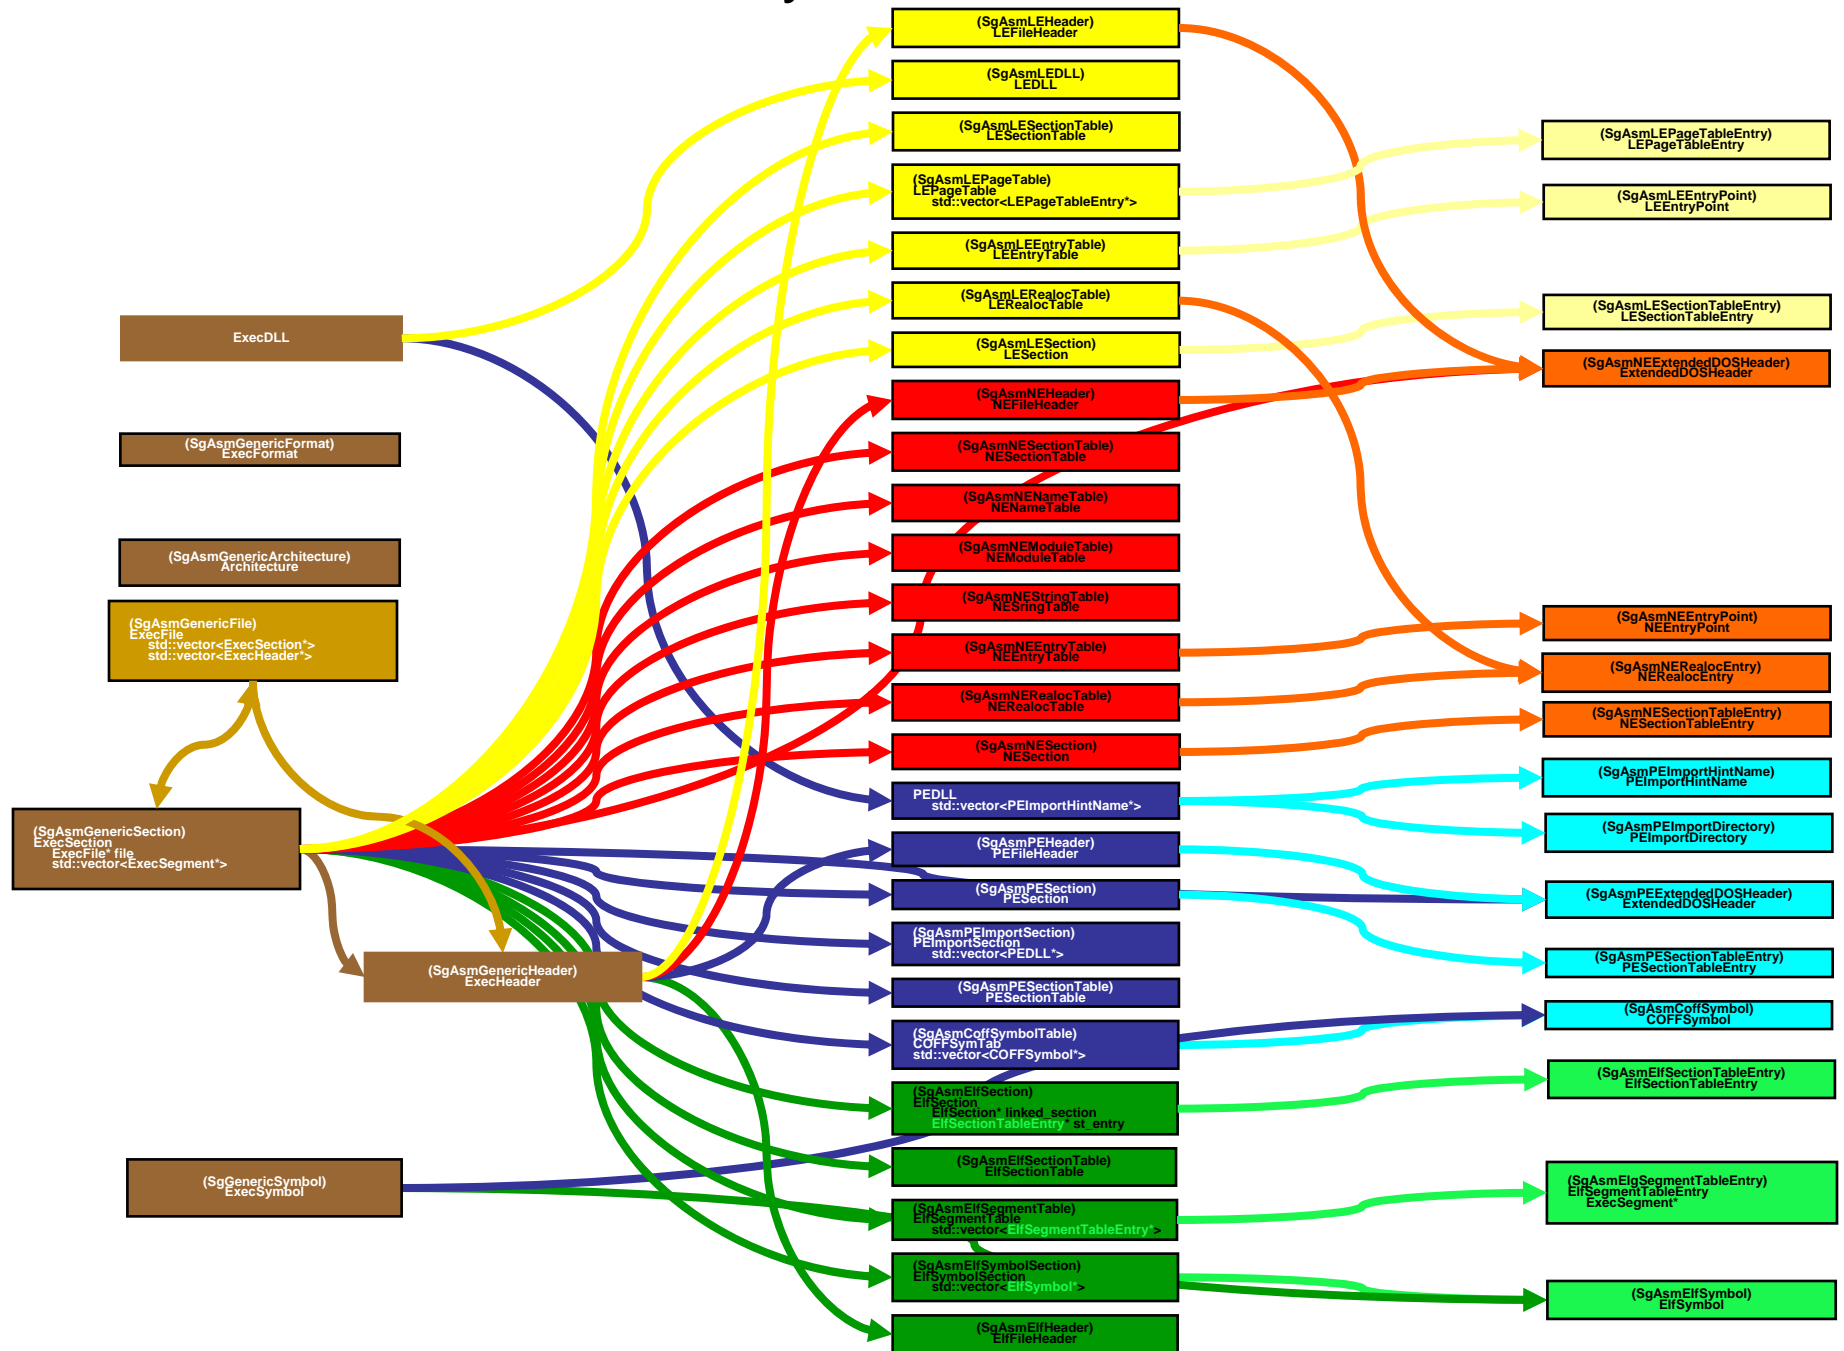 (SgAsmLEHeader)
LEFileHeader
(SgAsmLEDLL)
LEDLL
(SgAsmLESectionTable)
LESectionTable
(SgAsmLEPageTable)
LEPageTable
std::vector<LEPageTableEntry*>
(SgAsmLEEntryTable)
LEEntryTable
(SgAsmLERealocTable)
LERealocTable
(SgAsmLESection)
LESection
(SgAsmNEHeader)
NEFileHeader
(SgAsmNESectionTable)
NESectionTable
(SgAsmNENameTable)
NENameTable
(SgAsmNEModuleTable)
NEModuleTable
(SgAsmNEStringTable)
NESringTable
(SgAsmNEEntryTable)
NEEntryTable
(SgAsmNERealocTable)
NERealocTable
(SgAsmNESection)
NESection
PEDLL
std::vector<PEImportHintName*>
(SgAsmPEHeader)
PEFileHeader
(SgAsmPESection)
PESection
(SgAsmPEImportSection)
PEImportSection
std::vector<PEDLL*>
(SgAsmPESectionTable)
PESectionTable
(SgAsmCoffSymbolTable)
COFFSymTab
std::vector<COFFSymbol*>
(SgAsmElfSection)
ElfSection
ElfSection* linked_section
ElfSectionTableEntry* st_entry
(SgAsmElfSectionTable)
ElfSectionTable
(SgAsmElfSegmentTable)
ElfSegmentTable
std::vector<ElfSegmentTableEntry*>
(SgAsmElfSymbolSection)
ElfSymbolSection
std::vector<ElfSymbol*>
(SgAsmElfHeader)
ElfFileHeader
ExecDLL
(SgAsmGenericFormat)
ExecFormat
(SgAsmGenericArchitecture)
Architecture
(SgAsmGenericFile)
ExecFile
std::vector<ExecSection*>
std::vector<ExecHeader*>
(SgAsmGenericSection)
ExecSection
ExecFile* file
std::vector<ExecSegment*>
(SgAsmGenericHeader)
ExecHeader
(SgGenericSymbol)
ExecSymbol
(SgAsmLEPageTableEntry)
LEPageTableEntry
(SgAsmLEEntryPoint)
LEEntryPoint
(SgAsmLESectionTableEntry)
LESectionTableEntry
(SgAsmNEExtendedDOSHeader)
ExtendedDOSHeader
(SgAsmNEEntryPoint)
NEEntryPoint
(SgAsmNERealocEntry)
NERealocEntry
(SgAsmNESectionTableEntry)
NESectionTableEntry
(SgAsmPEImportHintName)
PEImportHintName
(SgAsmPEImportDirectory)
PEImportDirectory
(SgAsmPEExtendedDOSHeader)
ExtendedDOSHeader
(SgAsmPESectionTableEntry)
PESectionTableEntry
(SgAsmCoffSymbol)
COFFSymbol
(SgAsmElfSectionTableEntry)
ElfSectionTableEntry
(SgAsmElgSegmentTableEntry)
ElfSegmentTableEntry
ExecSegment*
(SgAsmElfSymbol)
ElfSymbol